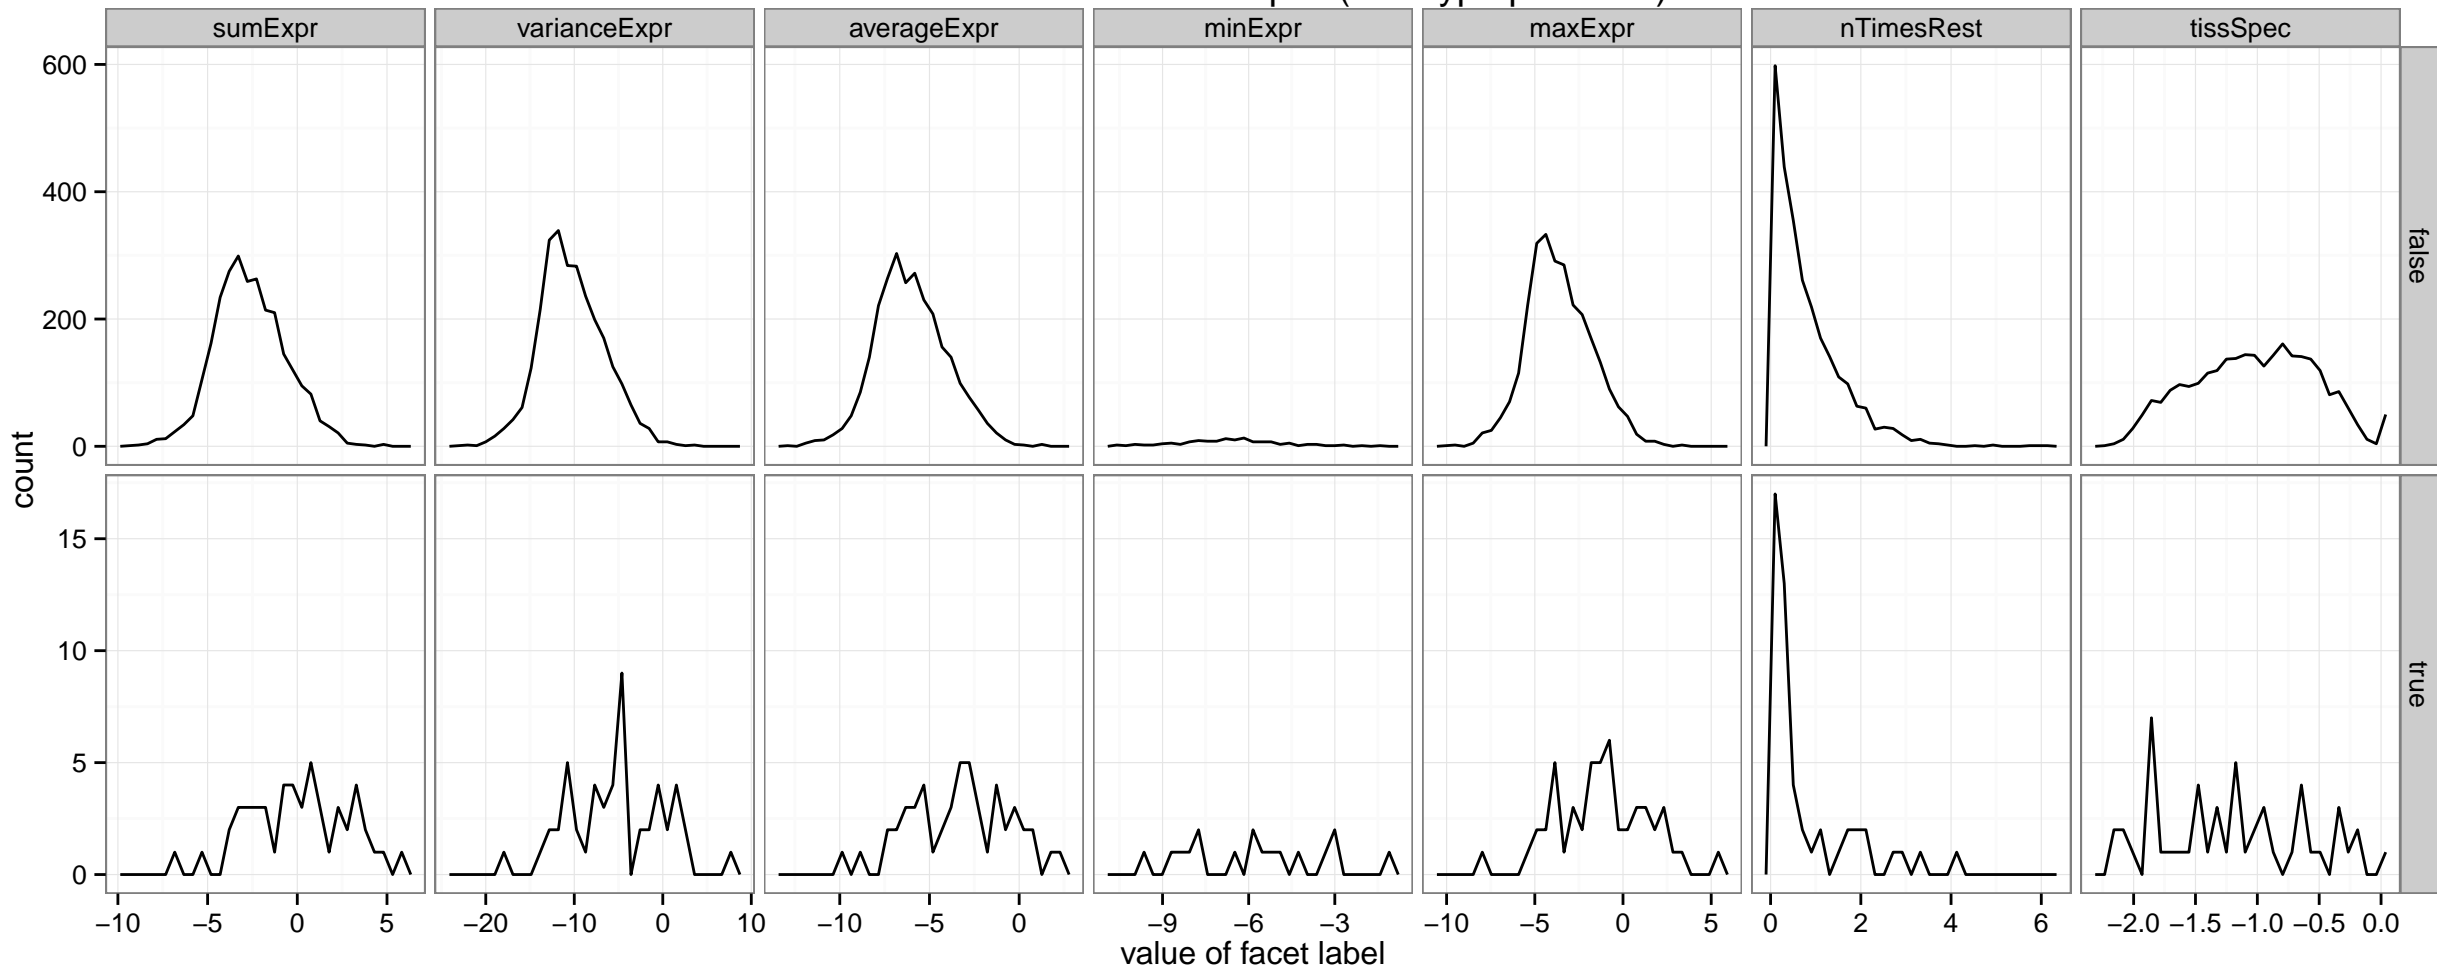 sumExpr varianceExpr averageExpr minExpr maxExpr nTimesRest tissSpec
600
400
200
0
false
count
15
10
5
0
true
−10 −5 0 5 −20 −10 0 10 −10 −5 0 −9 −6 −3 −10 −5 0 5 0 2 4 6 −2.0 −1.5 −1.0 −0.5 0.0
value of facet label